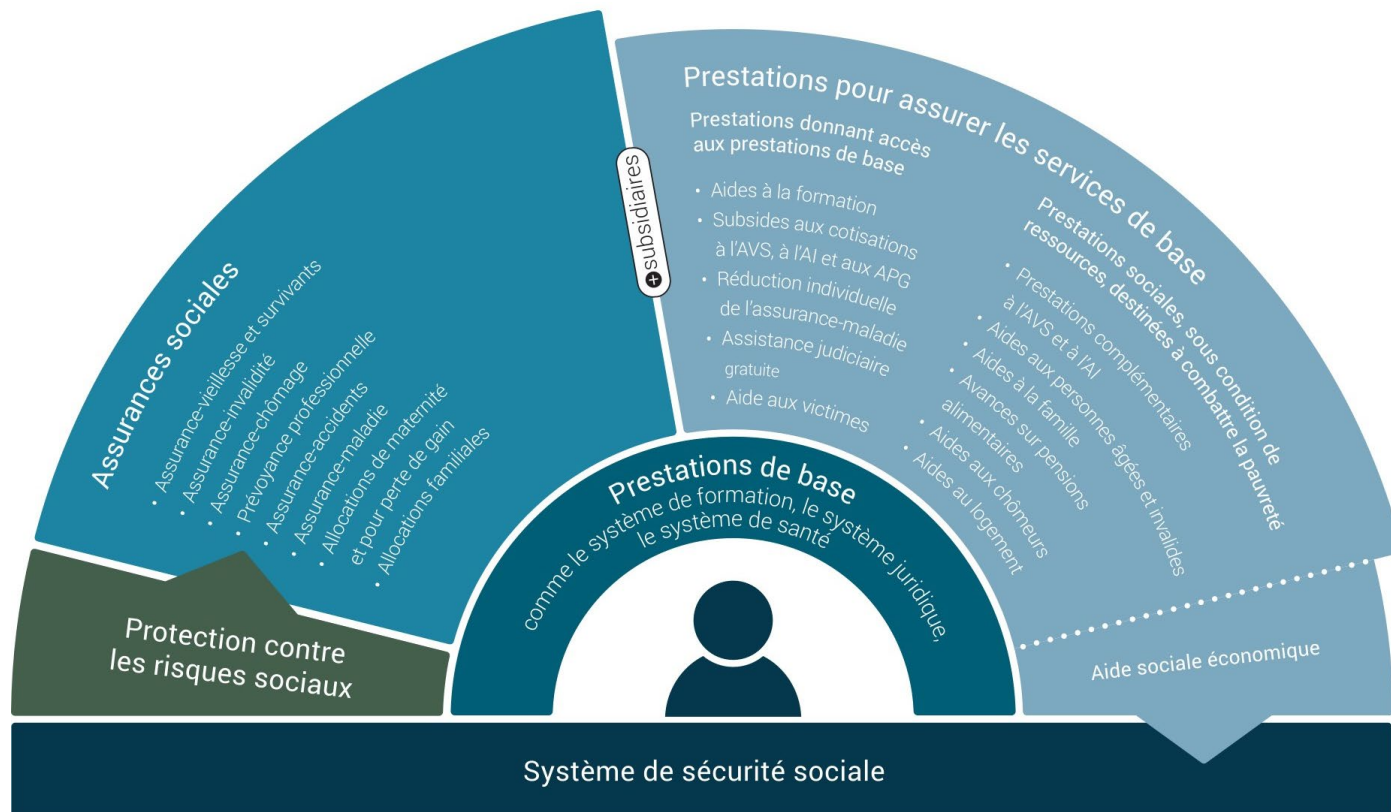 Assurances sociales
• Assurance-vieillesse et survivants
• Assurance-invalidité
• Assurance-chômage
• Prévoyance professionnelle
• Assurance-accidents
• Assurance-maladie
• Allocations de maternité
et pour perte de gain
• Allocations familiales
Protection contre
les risques sociaux
+ subsidiaires
Prestations pour assurer les services de base
Prestations donnant accès
aux prestations de base
• Aides à la formation
• Subsides aux cotisations
à l'AVS, à l'AI et aux APG
• Réduction individuelle
de l'assurance-maladie
• Assistance judiciaire
gratuite
• Aide aux victimes
Prestations sociales, sous condition de
ressources, destinées à combattre la pauvreté
• Prestations complémentaires
à l'AVS et à l'AI
• Aides aux personnes âgées et invalides
• Aides à la famille
• Avances sur pensions
alimentaires
• Aides aux chômeurs
• Aides au logement
Aide sociale économique
Prestations de base
comme le système de formation, le système juridique,
le système de santé
Système de sécurité sociale